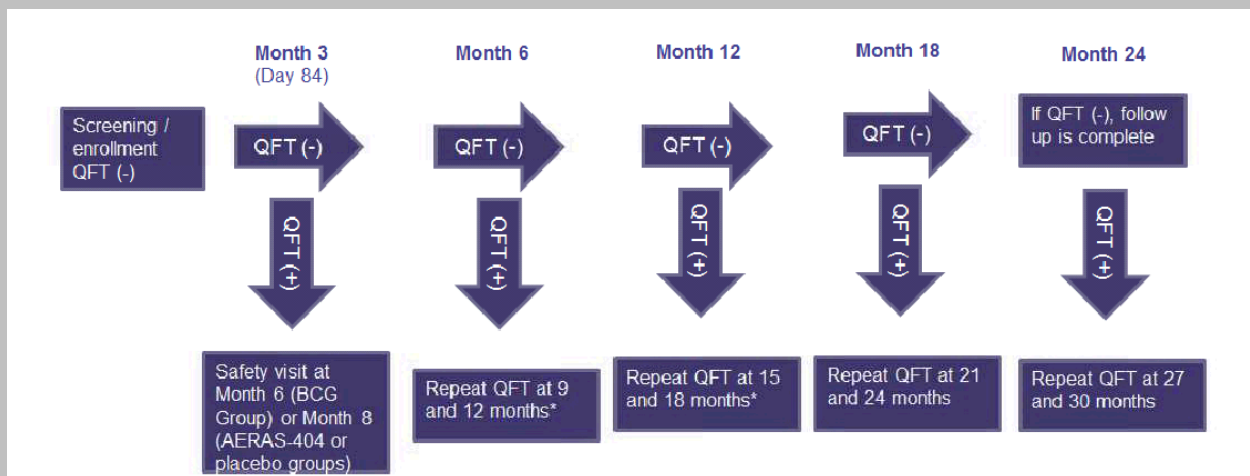 Month 3
(Day 84)
Month 6
Month 12
Month 18
Month 24
Screening /
enrollment
QFT (-)
QFT (-)
QFT (-)
QFT (-)
QFT (-)
If QFT (-), follow
up is complete
QFT (+)
QFT (+)
QFT (+)
QFT (+)
QFT (+)
Safety visit at
Month 6 (BCG
Group) or Month 8
(AERAS-404 or
placebo groups)
Repeat QFT at 9
and 12 months*
Repeat QFT at 15
and 18 months*
Repeat QFT at 21
and 24 months
Repeat QFT at 27
and 30 months